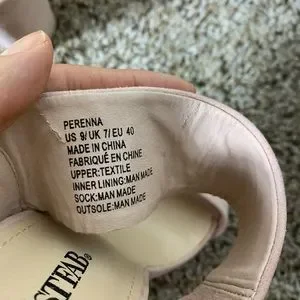 PERENNA
US 9/UK 7/EU 40
MADE IN CHINA
FABRIQUÉ EN CHINE
UPPER:TEXTILE
INNER LINING:MAN MADE
SOCK:MAN MADE
OUTSOLE:MAN MADE
STFAB®